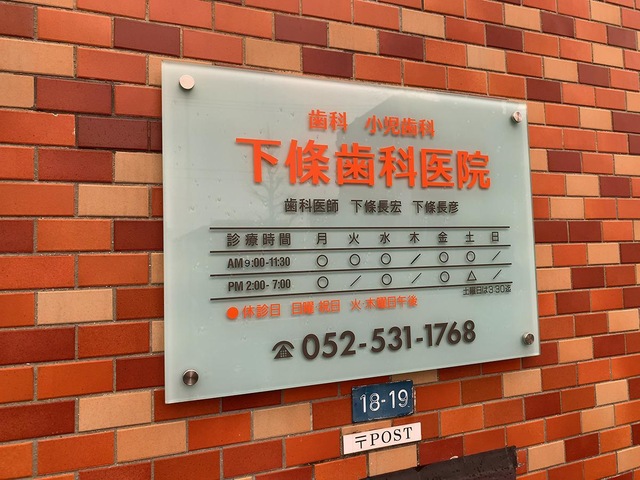 歯科 小児歯科
下條歯科医院
歯科医師 下條長宏 下條長彦
診療時間 月 火 水 木 金 土 日
AM 9:00-11:30 ○ ○ ○ / ○ ○ /
PM 2:00-7:00 ○ / ○ / ○ △ /
土曜日は3:30迄
●休診日 日曜 祝日 火・木曜日午後
☎ 052-531-1768
18-19
〒POST